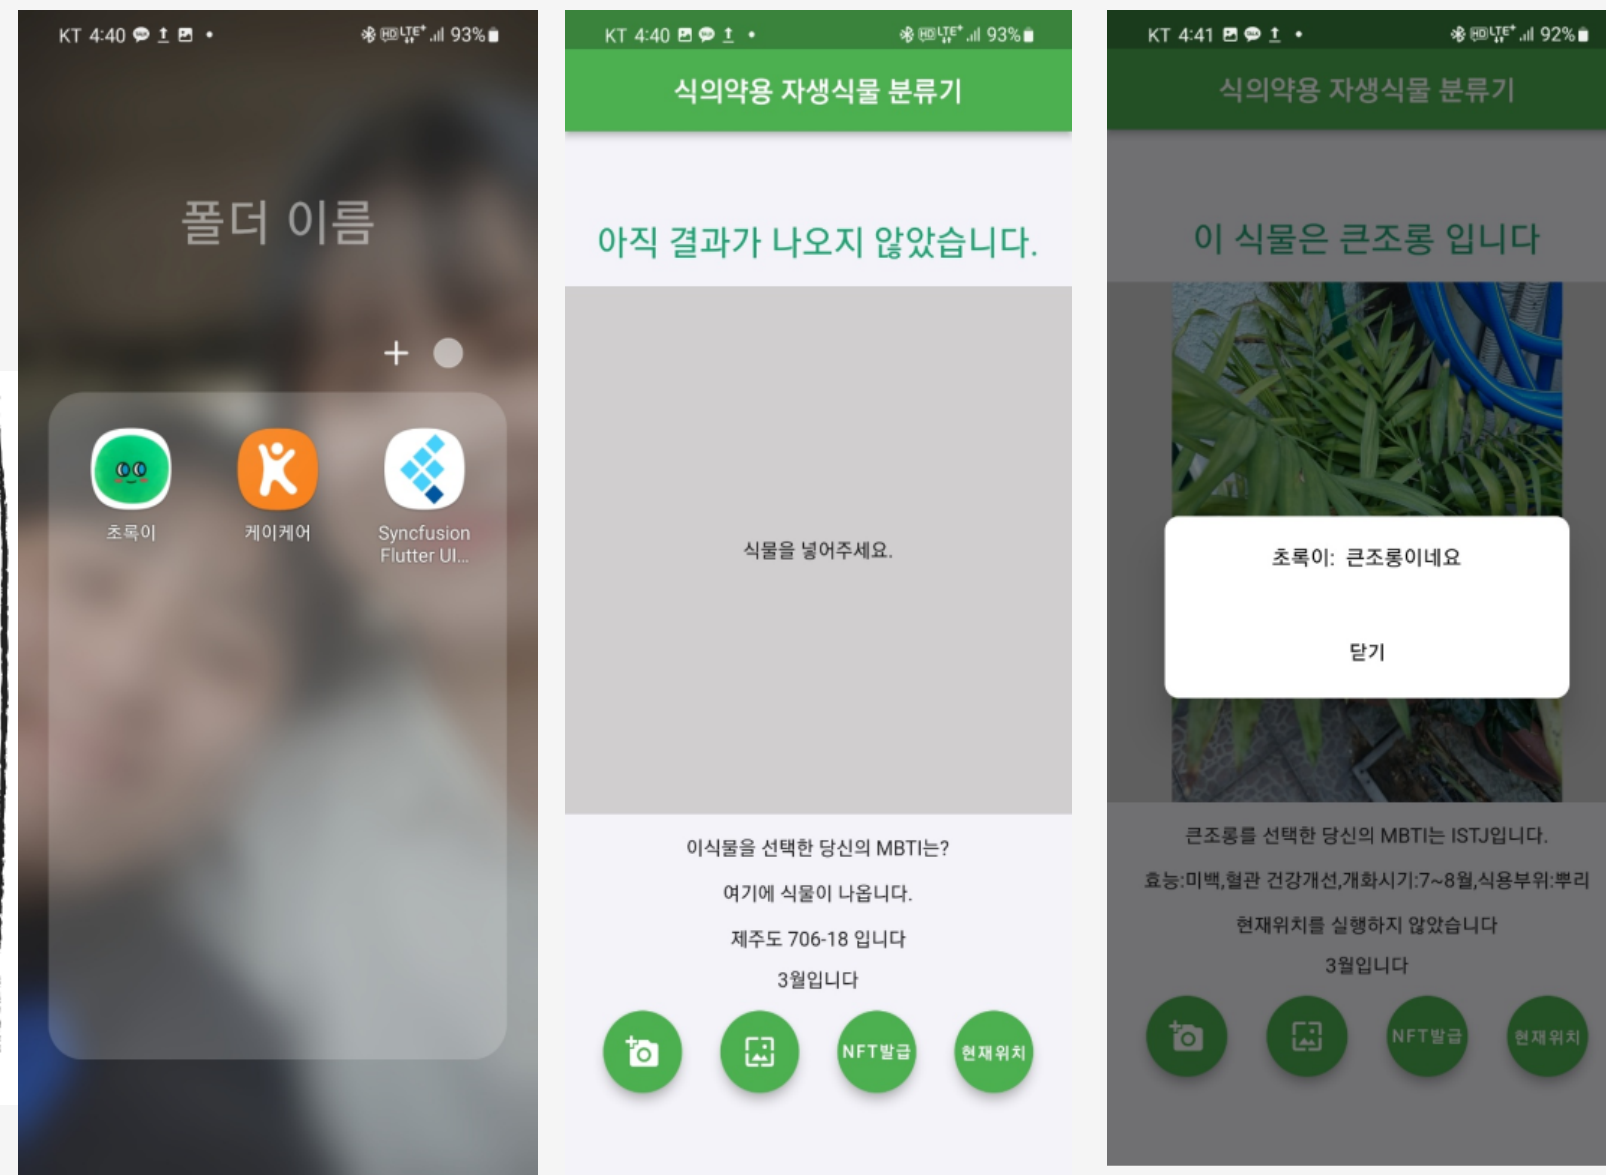 KT 4:40
LTE+ 93%
폴더 이름
초록이
케이케어
Syncfusion
Flutter UI...
KT 4:40
LTE+ 93%
식의약용 자생식물 분류기
아직 결과가 나오지 않았습니다.
식물을 넣어주세요.
이식물을 선택한 당신의 MBTI는?
여기에 식물이 나옵니다.
제주도 706-18 입니다
3월입니다
NFT발급
현재위치
KT 4:41
LTE+ 92%
식의약용 자생식물 분류기
이 식물은 큰조롱 입니다
초록이: 큰조롱이네요
닫기
큰조롱를 선택한 당신의 MBTI는 ISTJ입니다.
효능:미백,혈관 건강개선,개화시기:7~8월,식용부위:뿌리
현재위치를 실행하지 않았습니다
3월입니다
NFT발급
현재위치